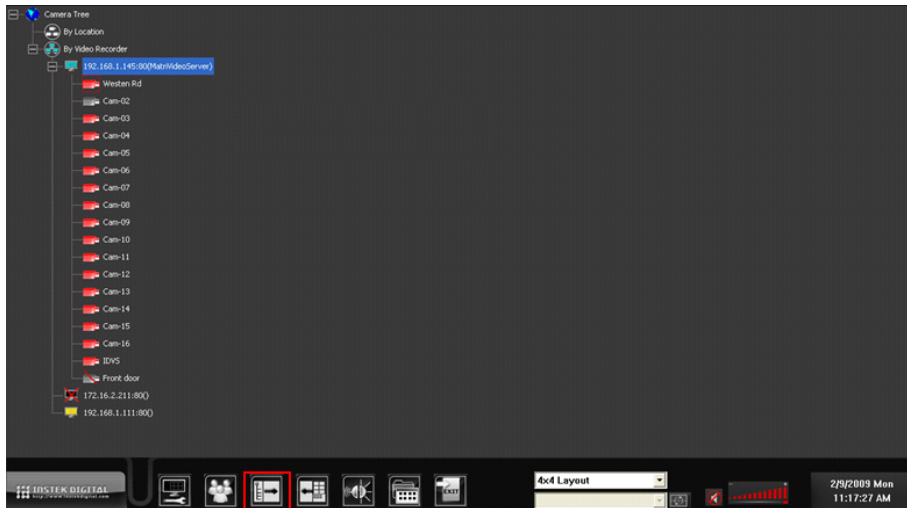 Camera Tree
By Location
By Video Recorder
192.168.1.145:80(MatriVideoServer)
Westen Rd
Cam-02
Cam-03
Cam-04
Cam-05
Cam-06
Cam-07
Cam-08
Cam-09
Cam-10
Cam-11
Cam-12
Cam-13
Cam-14
Cam-15
Cam-16
IDVS
Front door
172.16.2.211:80()
192.168.1.111:80()
INSTEK DIGITAL
EXIT
4x4 Layout
2/9/2009 Mon
11:17:27 AM